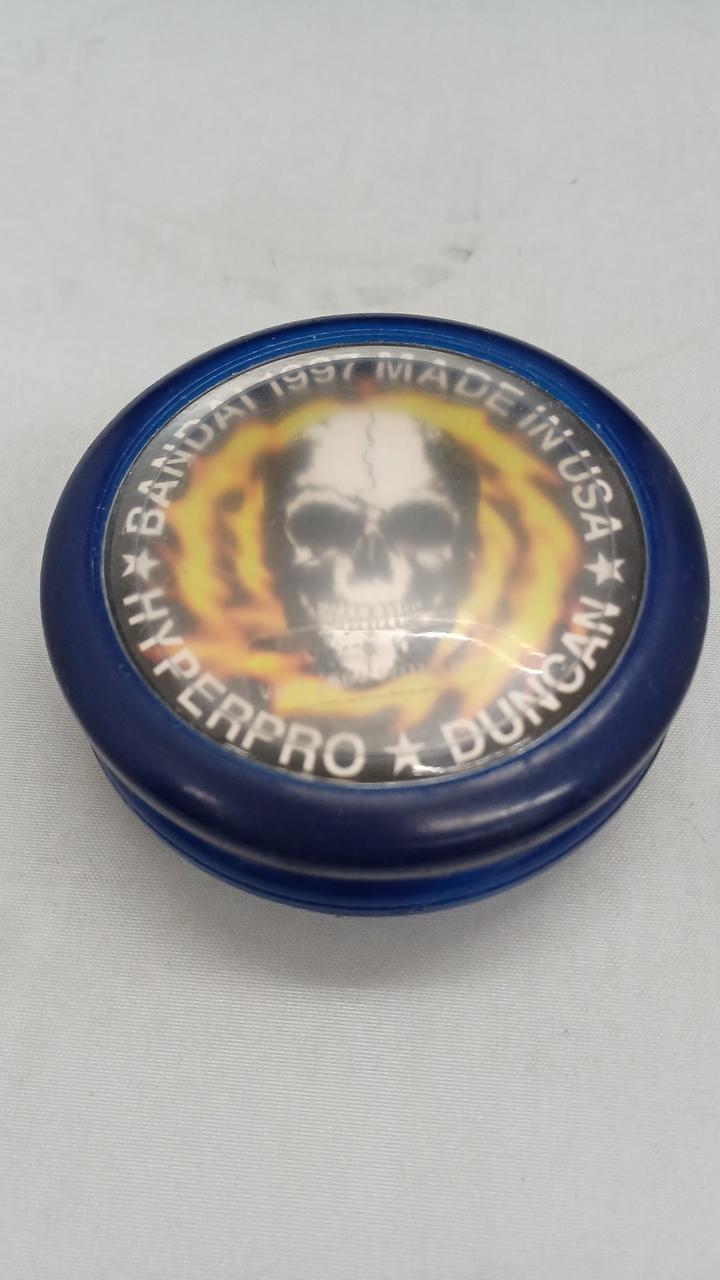 ★ BANDAI 1997 MADE iN USA ★
HYPERPRO ★ DUNCAN